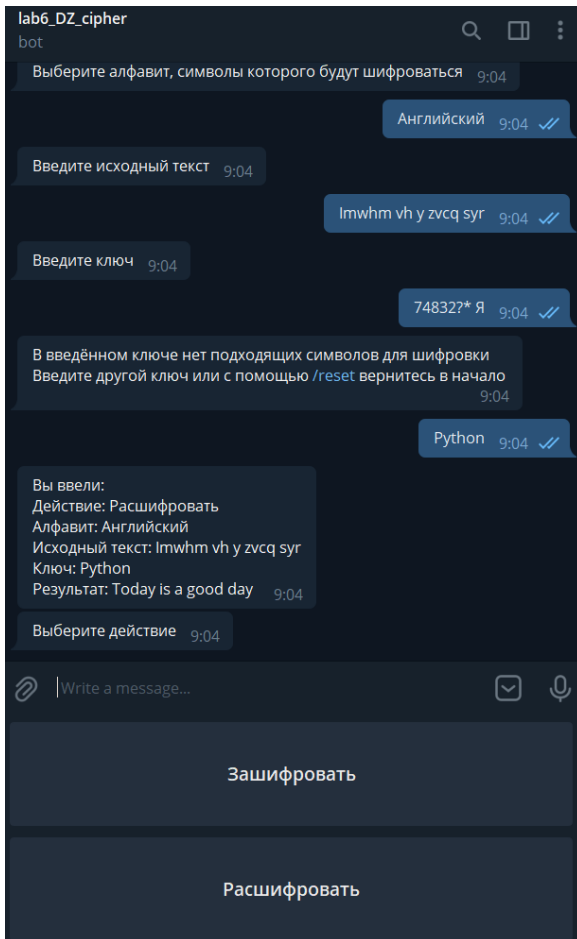 lab6_DZ_cipher
bot
Выберите алфавит, символы которого будут шифроваться 9:04
Английский 9:04
Введите исходный текст 9:04
Imwhm vh y zvcq syr 9:04
Введите ключ 9:04
74832?* Я 9:04
В введённом ключе нет подходящих символов для шифровки
Введите другой ключ или с помощью /reset вернитесь в начало
9:04
Python 9:04
Вы ввели:
Действие: Расшифровать
Алфавит: Английский
Исходный текст: Imwhm vh y zvcq syr
Ключ: Python
Результат: Today is a good day 9:04
Выберите действие 9:04
Write a message...
Зашифровать
Расшифровать